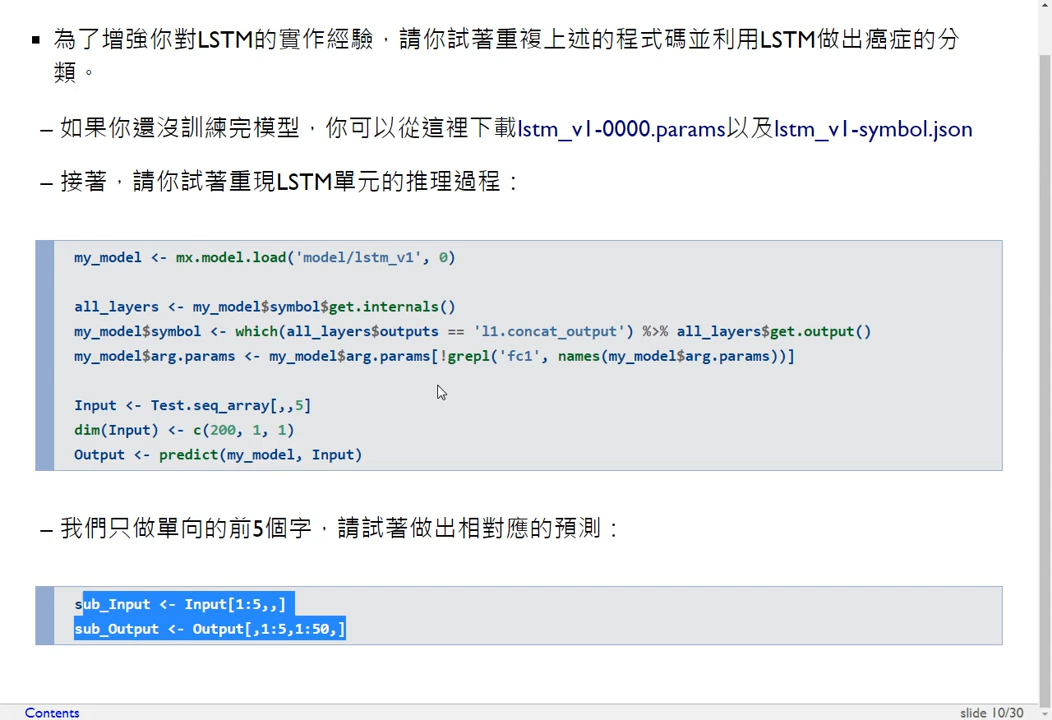 ▪ 為了增強你對LSTM的實作經驗，請你試著重複上述的程式碼並利用LSTM做出癌症的分
類。
– 如果你還沒訓練完模型，你可以從這裡下載lstm_v1-0000.params以及lstm_v1-symbol.json
– 接著，請你試著重現LSTM單元的推理過程：
my_model <- mx.model.load('model/lstm_v1', 0)
all_layers <- my_model$symbol$get.internals()
my_model$symbol <- which(all_layers$outputs == 'l1.concat_output') %>% all_layers$get.output()
my_model$arg.params <- my_model$arg.params[!grepl('fc1', names(my_model$arg.params))]
Input <- Test.seq_array[,,5]
dim(Input) <- c(200, 1, 1)
Output <- predict(my_model, Input)
– 我們只做單向的前5個字，請試著做出相對應的預測：
sub_Input <- Input[1:5,,]
sub_Output <- Output[,1:5,1:50,]
Contents
slide 10/30